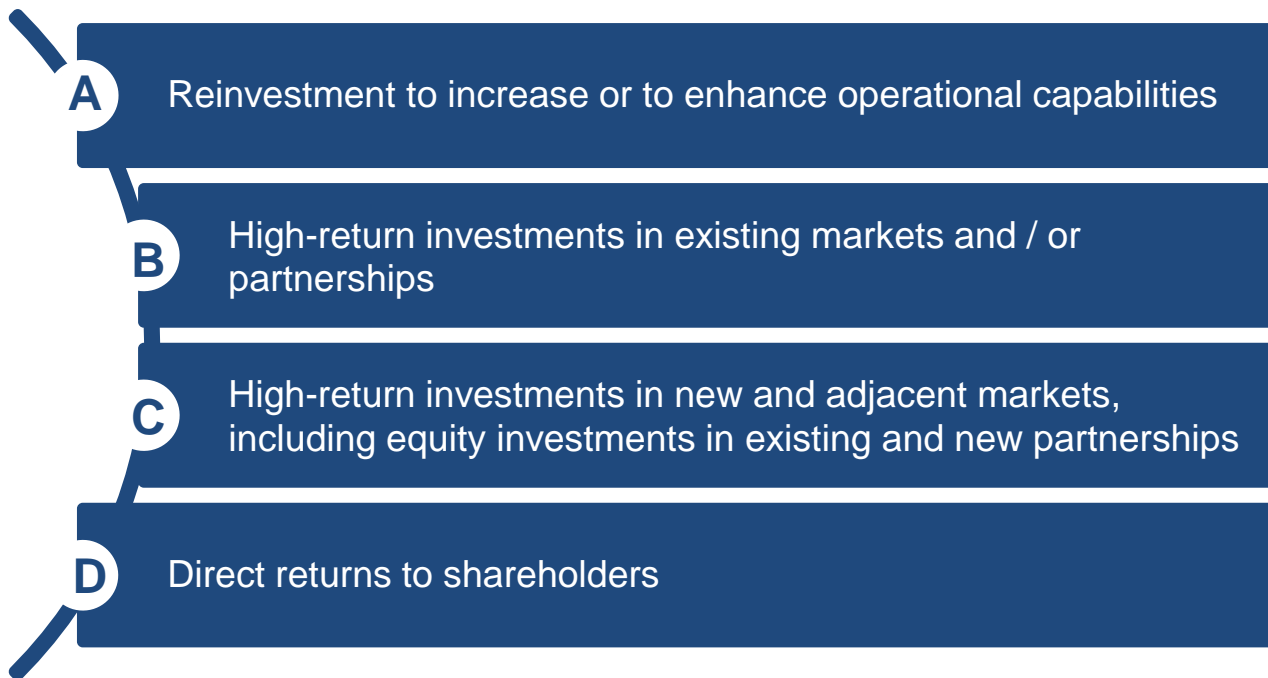 A
Reinvestment to increase or to enhance operational capabilities
B
High-return investments in existing markets and / or
partnerships
C
High-return investments in new and adjacent markets,
including equity investments in existing and new partnerships
D
Direct returns to shareholders